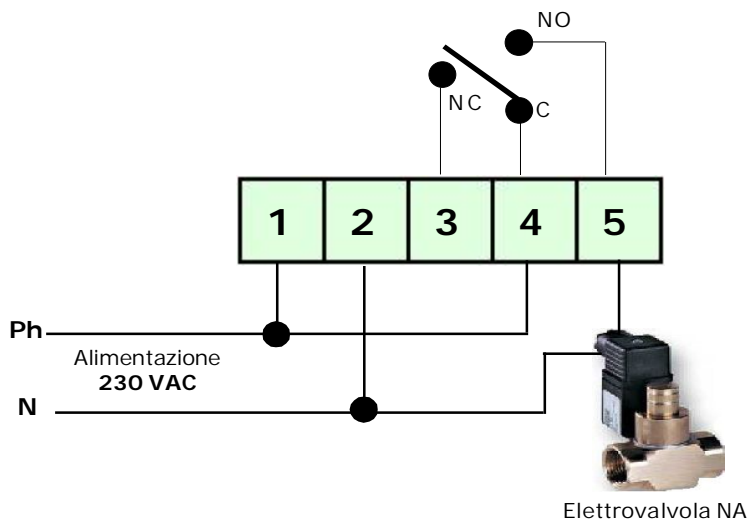 NO
NC
C
1 2 3 4 5
Ph
Alimentazione
230 VAC
N
Elettrovalvola NA